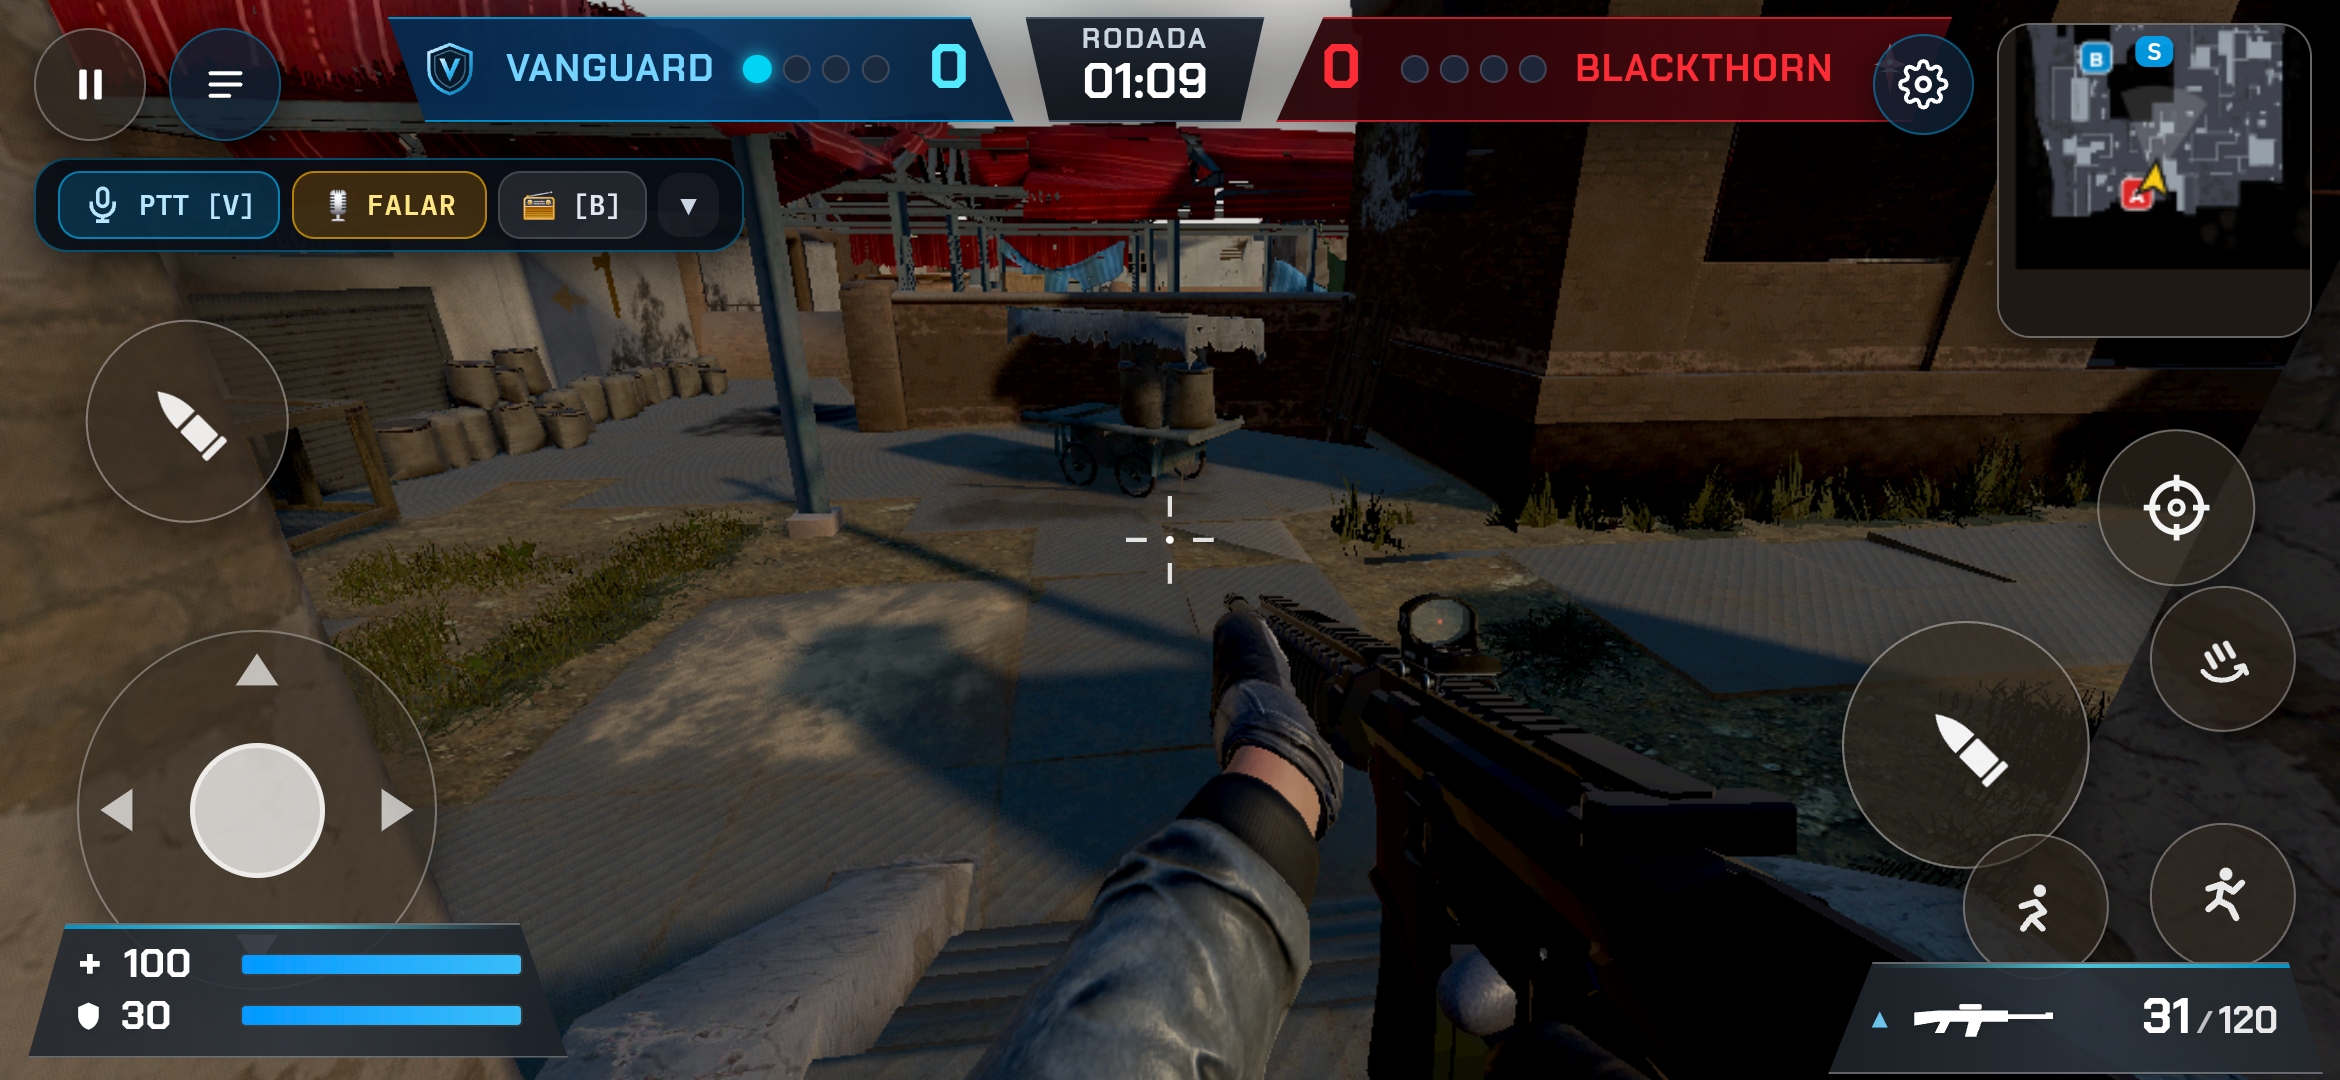 VANGUARD
0
RODADA
01:09
0
BLACKTHORN
B
S
A
PTT [V]
FALAR
[B]
100
30
31/120